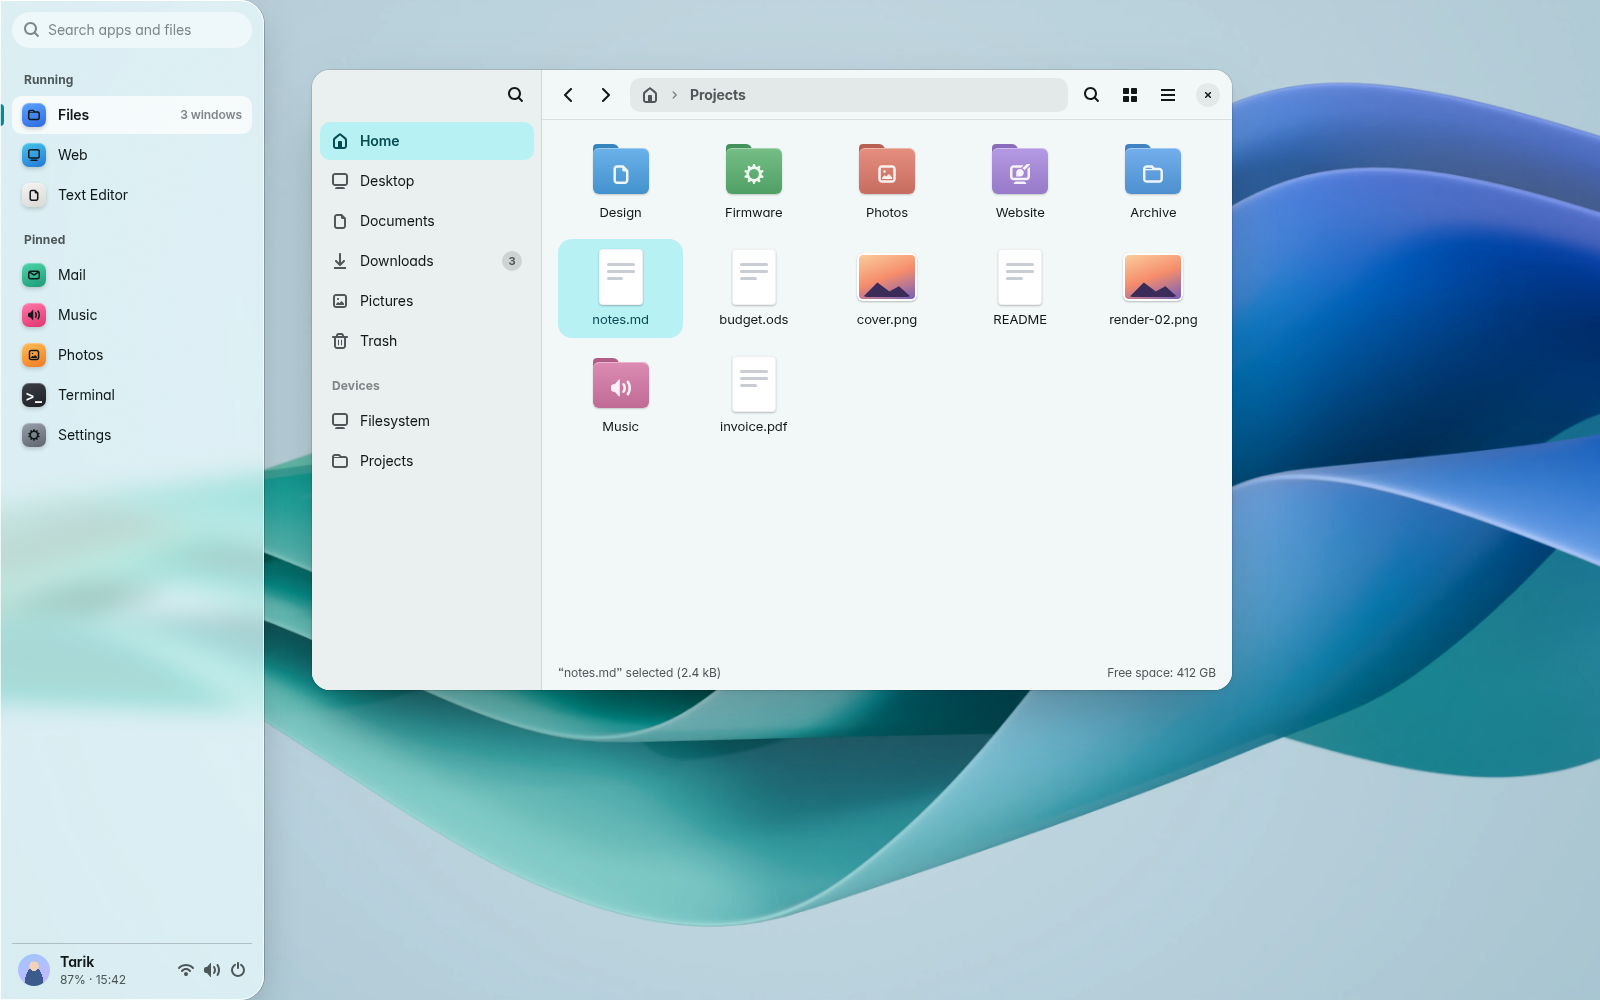 Search apps and files
Running
Files
3 windows
Web
Text Editor
Pinned
Mail
Music
Photos
Terminal
Settings
Tarik
87% · 15:42
Home
Desktop
Documents
Downloads
3
Pictures
Trash
Devices
Filesystem
Projects
Projects
Design
Firmware
Photos
Website
Archive
notes.md
budget.ods
cover.png
README
render-02.png
Music
invoice.pdf
“notes.md” selected (2.4 kB)
Free space: 412 GB